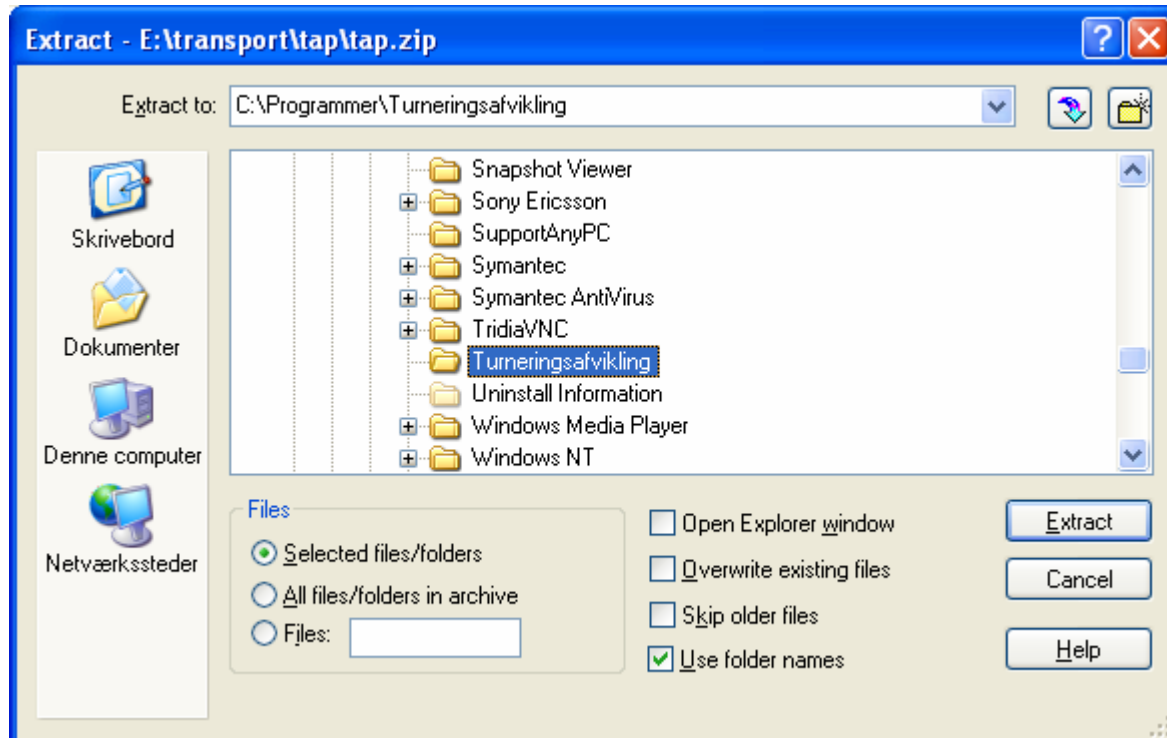 Extract - E:\transport\tap\tap.zip
Extract to: C:\Programmer\Turneringsafvikling
Skrivebord
Dokumenter
Denne computer
Netværkssteder
Snapshot Viewer
Sony Ericsson
SupportAnyPC
Symantec
Symantec AntiVirus
TridiaVNC
Turneringsafvikling
Uninstall Information
Windows Media Player
Windows NT
Files
Selected files/folders
All files/folders in archive
Files:
Open Explorer window
Overwrite existing files
Skip older files
Use folder names
Extract
Cancel
Help